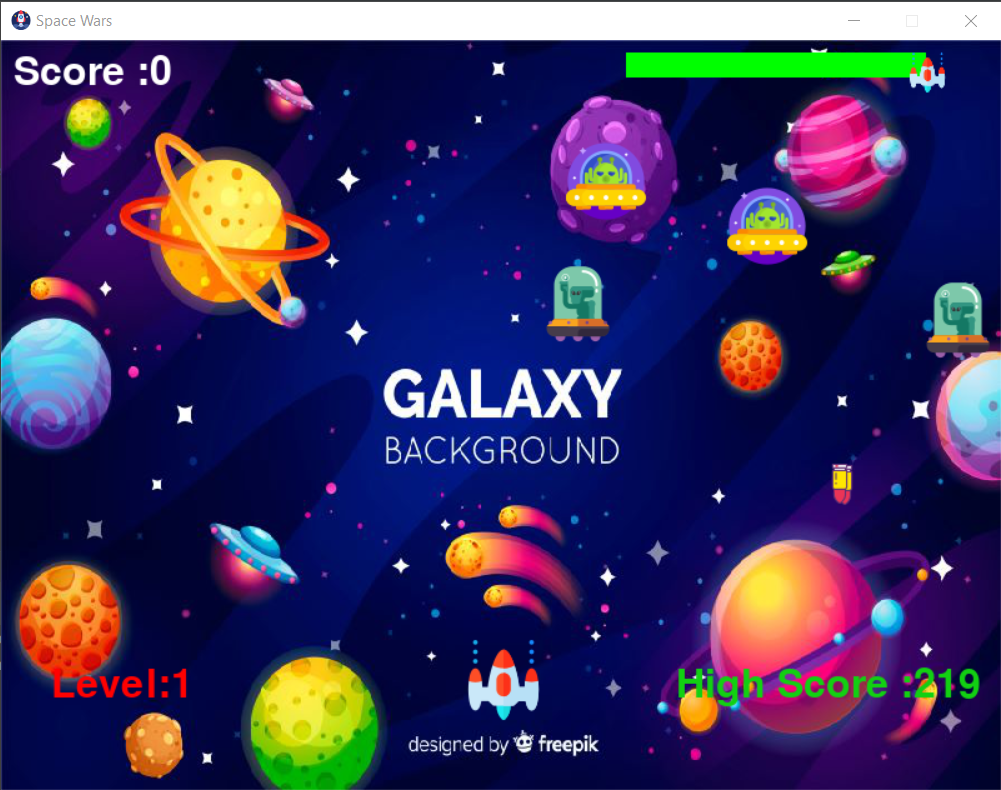 Space Wars
Score :0
GALAXY
BACKGROUND
Level:1
High Score :219
designed by freepik